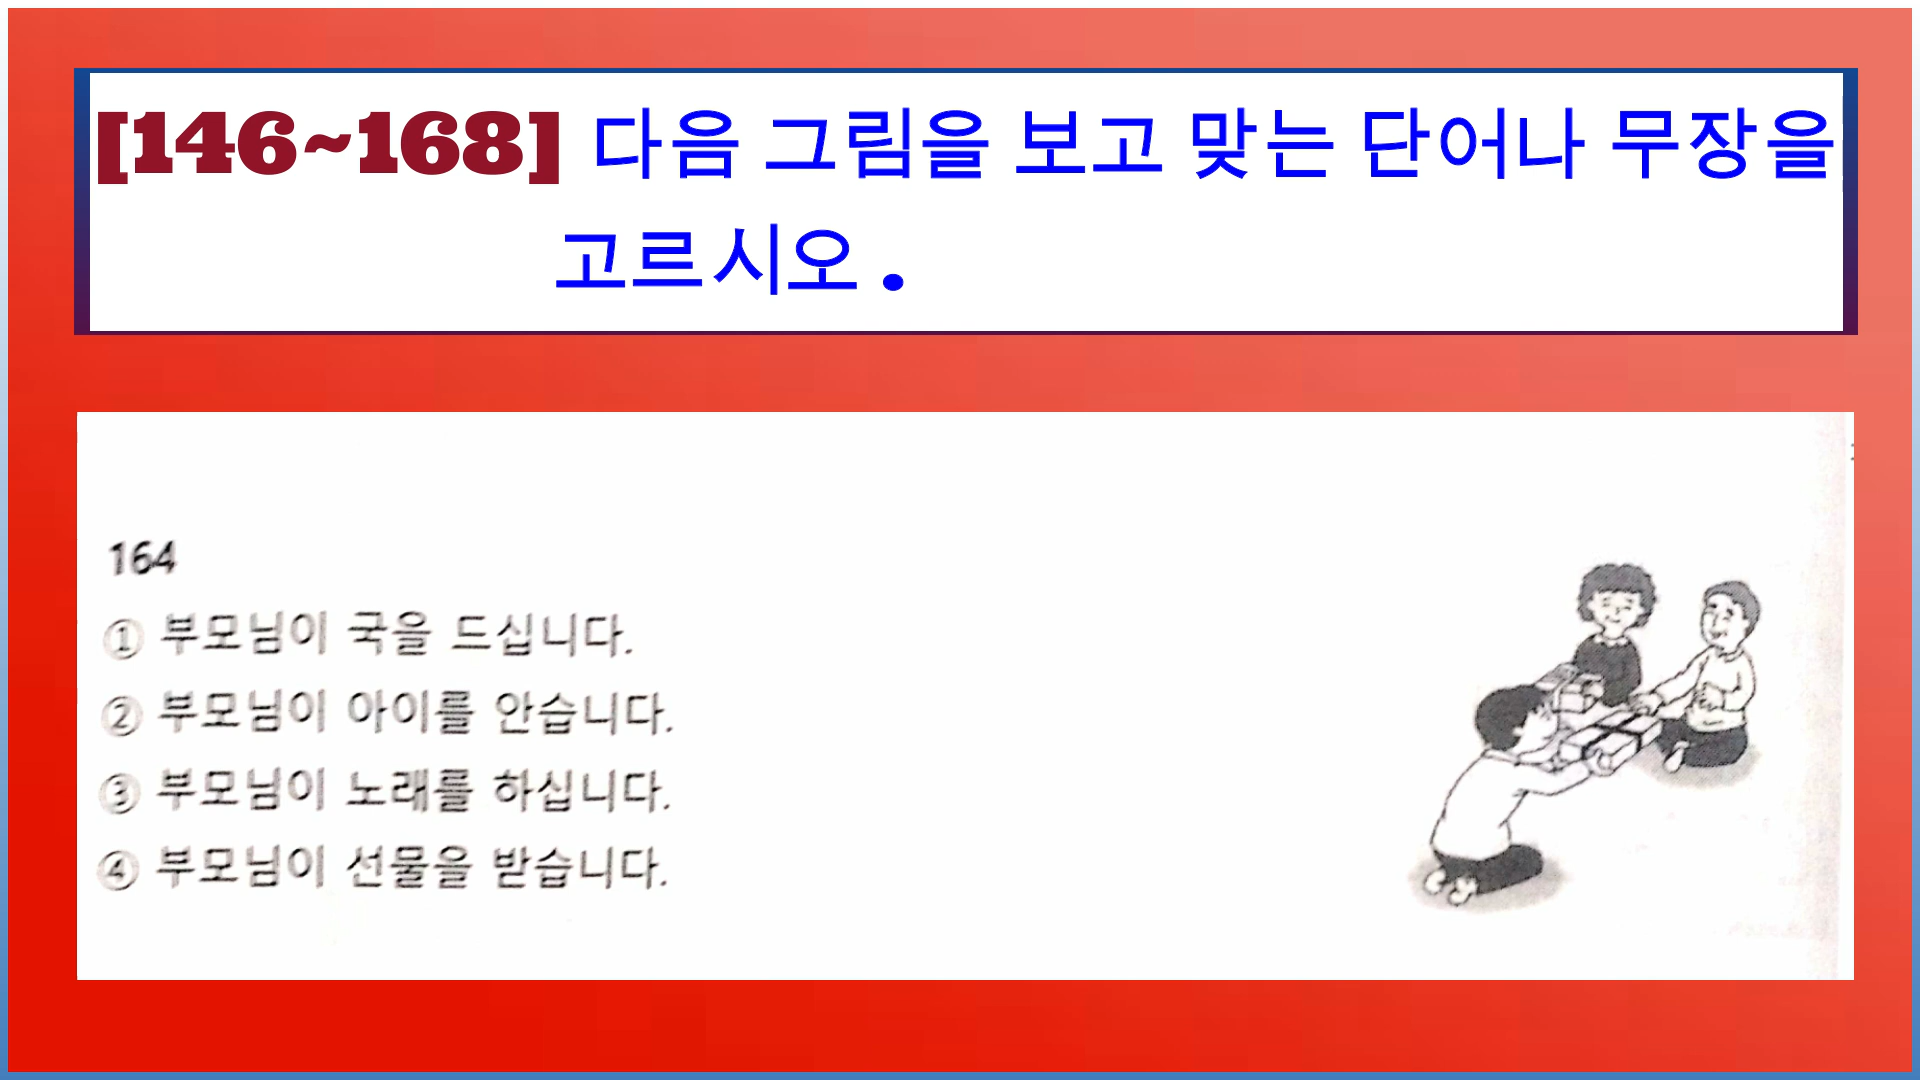 [146~168] 다음 그림을 보고 맞는 단어나 무장을
고르시오.
164
① 부모님이 국을 드십니다.
② 부모님이 아이를 안습니다.
③ 부모님이 노래를 하십니다.
④ 부모님이 선물을 받습니다.